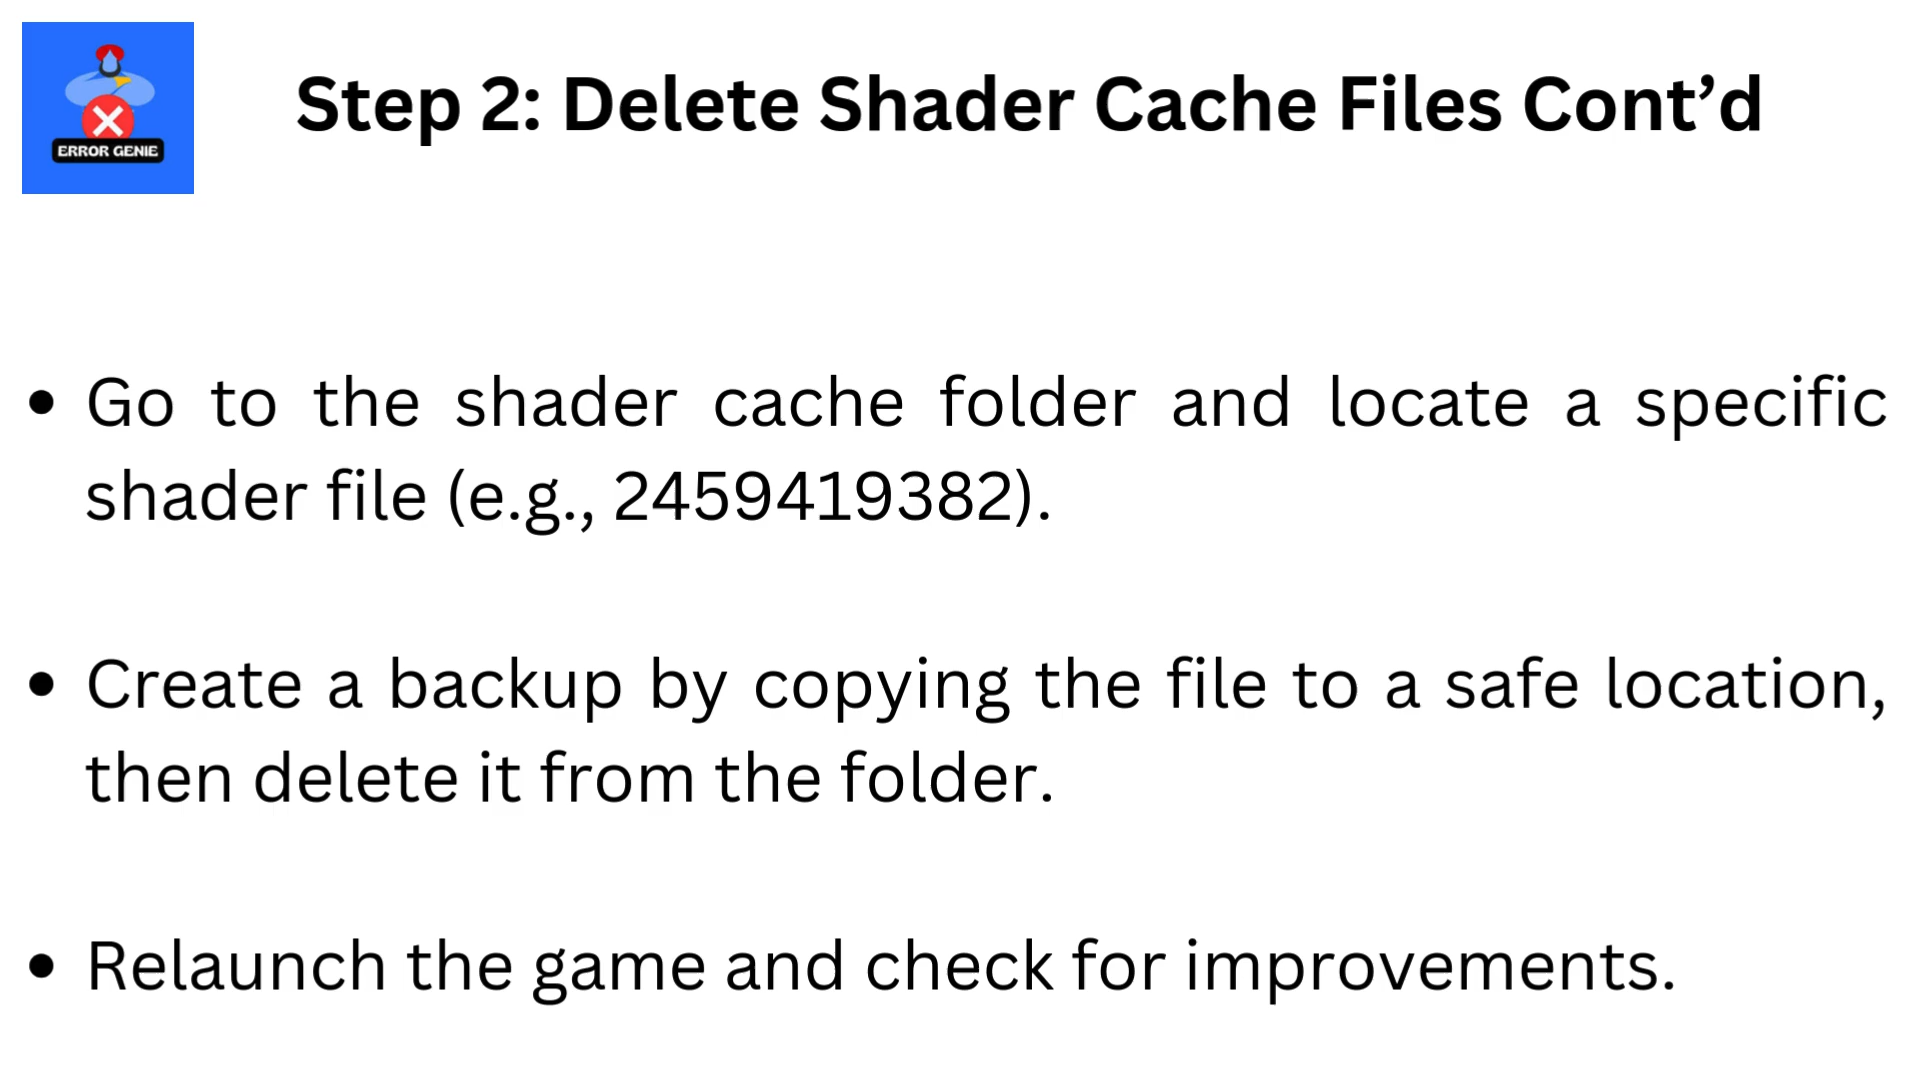 ERROR GENIE
Step 2: Delete Shader Cache Files Cont’d
• Go to the shader cache folder and locate a specific
shader file (e.g., 2459419382).
• Create a backup by copying the file to a safe location,
then delete it from the folder.
• Relaunch the game and check for improvements.